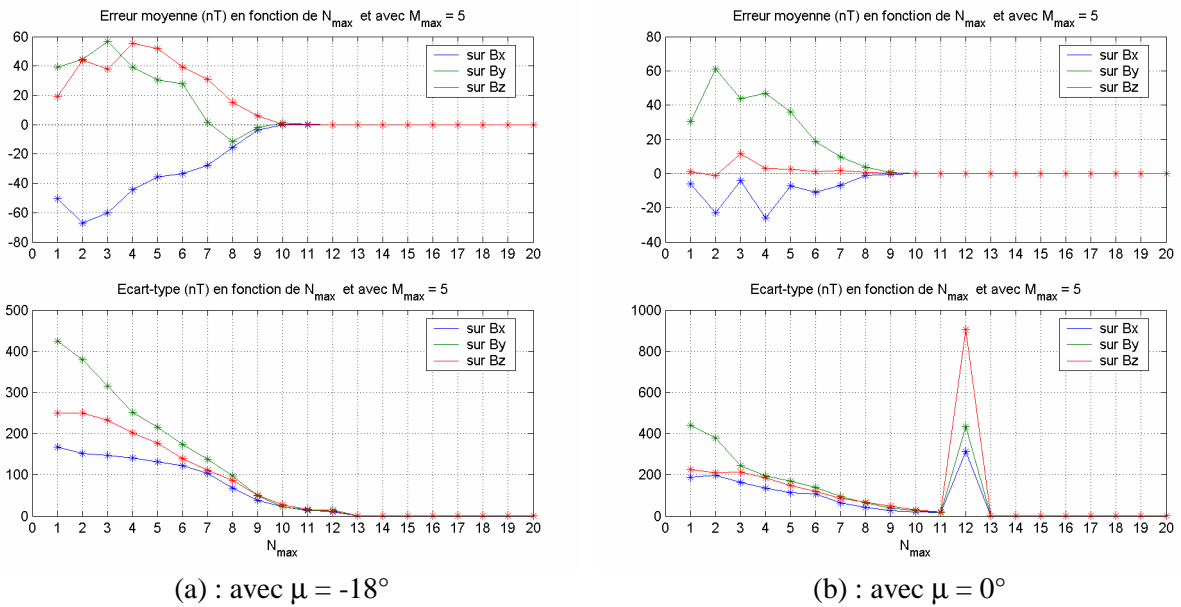 Erreur moyenne (nT) en fonction de Nmax et avec Mmax = 5
60
40
20
0
-20
-40
-60
-80
0 1 2 3 4 5 6 7 8 9 10 11 12 13 14 15 16 17 18 19 20
sur Bx
sur By
sur Bz
Erreur moyenne (nT) en fonction de Nmax et avec Mmax = 5
80
60
40
20
0
-20
-40
0 1 2 3 4 5 6 7 8 9 10 11 12 13 14 15 16 17 18 19 20
sur Bx
sur By
sur Bz
Ecart-type (nT) en fonction de Nmax et avec Mmax = 5
500
400
300
200
100
0
0 1 2 3 4 5 6 7 8 9 10 11 12 13 14 15 16 17 18 19 20
Nmax
sur Bx
sur By
sur Bz
Ecart-type (nT) en fonction de Nmax et avec Mmax = 5
1000
800
600
400
200
0
0 1 2 3 4 5 6 7 8 9 10 11 12 13 14 15 16 17 18 19 20
Nmax
sur Bx
sur By
sur Bz
(a) : avec µ = -18°
(b) : avec µ = 0°